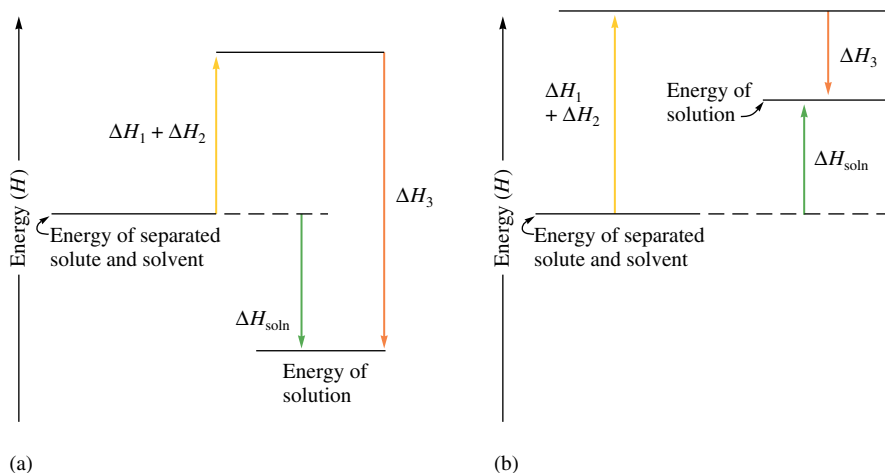 Energy (H)
ΔH₁ + ΔH₂
ΔH₃
Energy of separated
solute and solvent
ΔHsoln
Energy of
solution
(a)
Energy (H)
ΔH₁
+ ΔH₂
ΔH₃
Energy of
solution
ΔHsoln
Energy of separated
solute and solvent
(b)